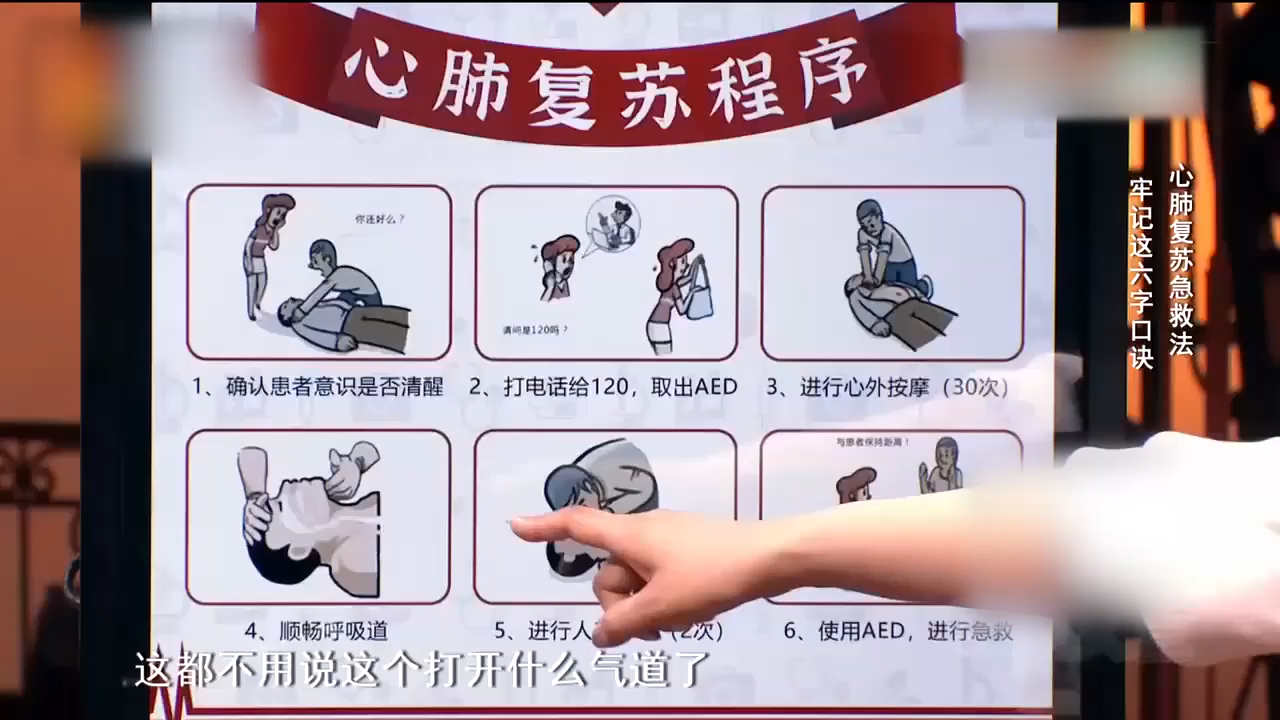 心肺复苏程序
你还好么？
请问是120吗？
1、确认患者意识是否清醒
2、打电话给120，取出AED
3、进行心外按摩（30次）
与患者保持距离！
4、顺畅呼吸道
5、进行人 （2次）
6、使用AED，进行急救
心肺复苏急救法
牢记这六字口诀
这都不用说这个打开什么气道了